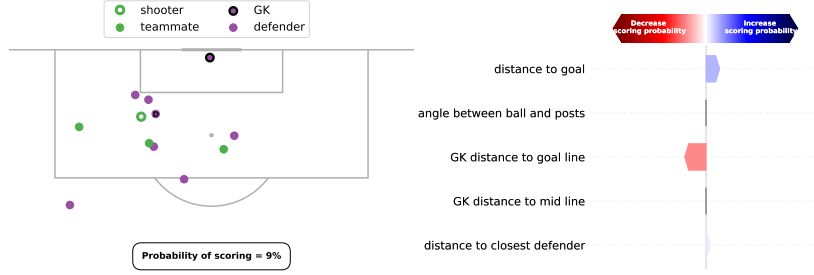 shooter
GK
teammate
defender
Probability of scoring = 9%
Decrease
scoring probability
Increase
scoring probability
distance to goal
angle between ball and posts
GK distance to goal line
GK distance to mid line
distance to closest defender